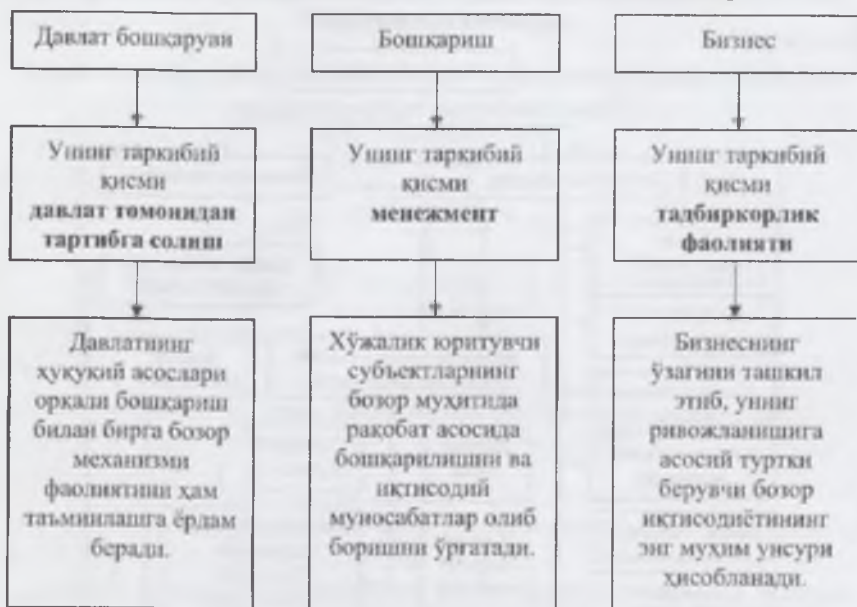 Давлат бошқаруви
Бошқариш
Бизнес
Унинг таркибий
қисми
давлат томонидан
тартибга солиш
Унинг таркибий
қисми
менежмент
Унинг таркибий
қисми
тадбиркорлик
фаолияти
Давлатнинг
ҳуқуқий асослари
орқали бошқариш
билан бирга бозор
механизми
фаолиятини ҳам
таъминлашга ёрдам
беради.
Хўжалик юритувчи
субъектларнинг
бозор муҳитида
рақобат асосида
бошқарилишини ва
иқтисодий
муносабатлар олиб
боришни ўргатади.
Бизнеснинг
ўзагини ташкил
этиб, унинг
ривожланишига
асосий туртки
берувчи бозор
иқтисодиётининг
энг муҳим унсури
ҳисобланади.